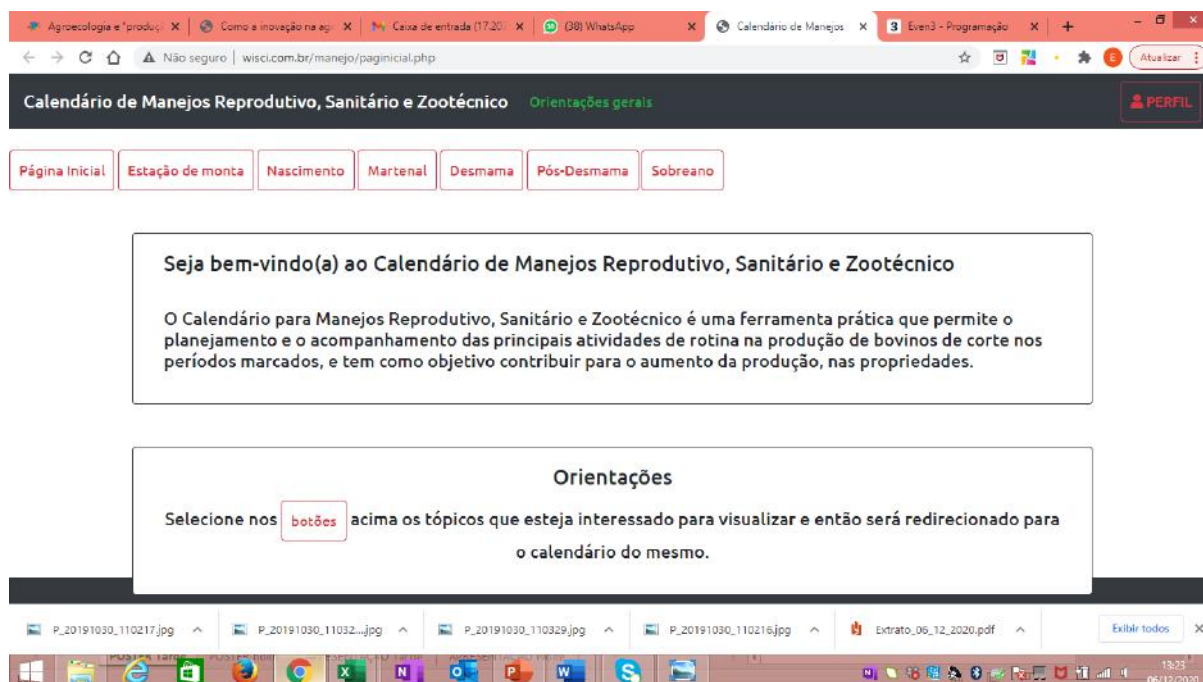 Agroecologia e "produçã
Como a inovação na ag
Caixa de entrada (17.20
(38) WhatsApp
Calendário de Manejos
Even3 - Programação
Não seguro | wisci.com.br/manejo/paginicial.php
Atualizar
Calendário de Manejos Reprodutivo, Sanitário e Zootécnico Orientações gerais PERFIL
Página Inicial Estação de monta Nascimento Martenal Desmama Pós-Desmama Sobreano
Seja bem-vindo(a) ao Calendário de Manejos Reprodutivo, Sanitário e Zootécnico
O Calendário para Manejos Reprodutivo, Sanitário e Zootécnico é uma ferramenta prática que permite o
planejamento e o acompanhamento das principais atividades de rotina na produção de bovinos de corte nos
períodos marcados, e tem como objetivo contribuir para o aumento da produção, nas propriedades.
Orientações
Selecione nos botões acima os tópicos que esteja interessado para visualizar e então será redirecionado para
o calendário do mesmo.
P_20191030_110217.jpg P_20191030_11032....jpg P_20191030_110329.jpg P_20191030_110216.jpg Extrato_06_12_2020.pdf Exibir todos
13:23
06/12/2020